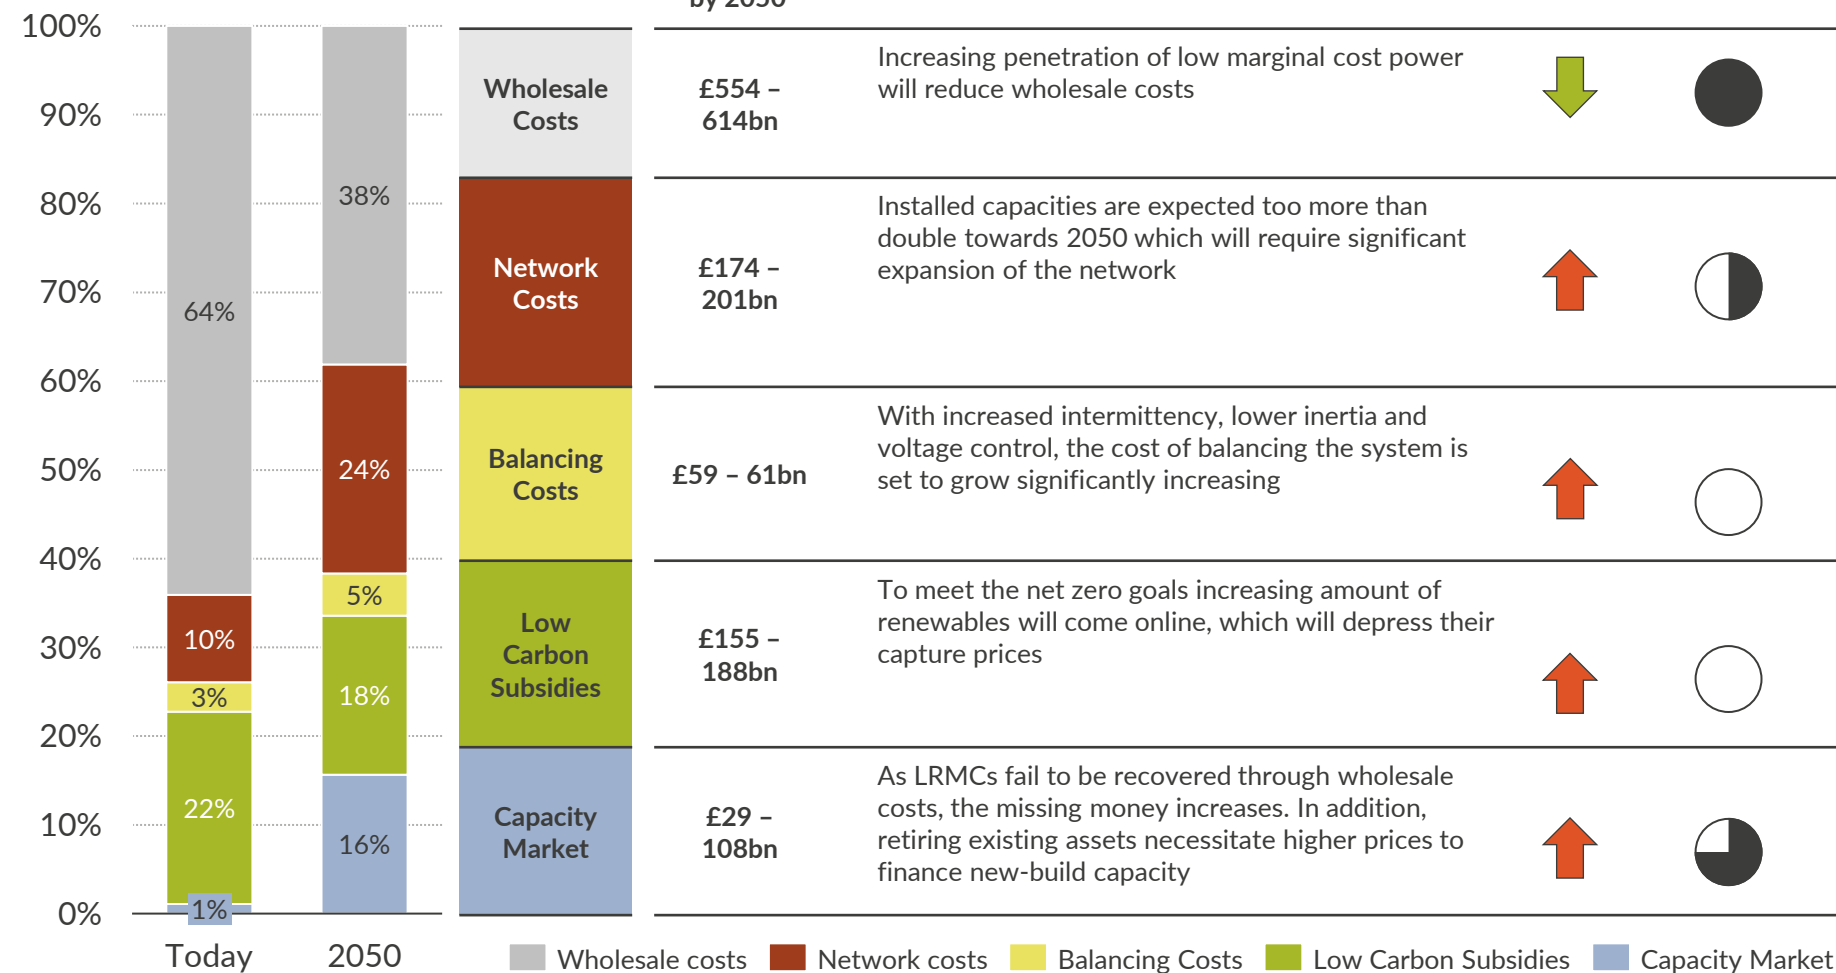 by 2050
100%
90%
80%
70%
60%
50%
40%
30%
20%
10%
0%
64%
10%
3%
22%
1%
38%
24%
5%
18%
16%
Today
2050
Wholesale
Costs
£554 –
614bn
Increasing penetration of low marginal cost power
will reduce wholesale costs
Network
Costs
£174 –
201bn
Installed capacities are expected too more than
double towards 2050 which will require significant
expansion of the network
Balancing
Costs
£59 – 61bn
With increased intermittency, lower inertia and
voltage control, the cost of balancing the system is
set to grow significantly increasing
Low
Carbon
Subsidies
£155 –
188bn
To meet the net zero goals increasing amount of
renewables will come online, which will depress their
capture prices
Capacity
Market
£29 –
108bn
As LRMCs fail to be recovered through wholesale
costs, the missing money increases. In addition,
retiring existing assets necessitate higher prices to
finance new-build capacity
Wholesale costs
Network costs
Balancing Costs
Low Carbon Subsidies
Capacity Market